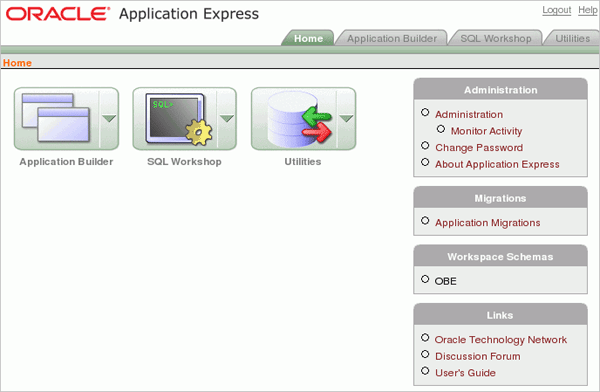 ORACLE Application Express
Logout Help
Home Application Builder SQL Workshop Utilities
Home
SQL>
Application Builder
SQL Workshop
Utilities
Administration
Administration
Monitor Activity
Change Password
About Application Express
Migrations
Application Migrations
Workspace Schemas
OBE
Links
Oracle Technology Network
Discussion Forum
User's Guide